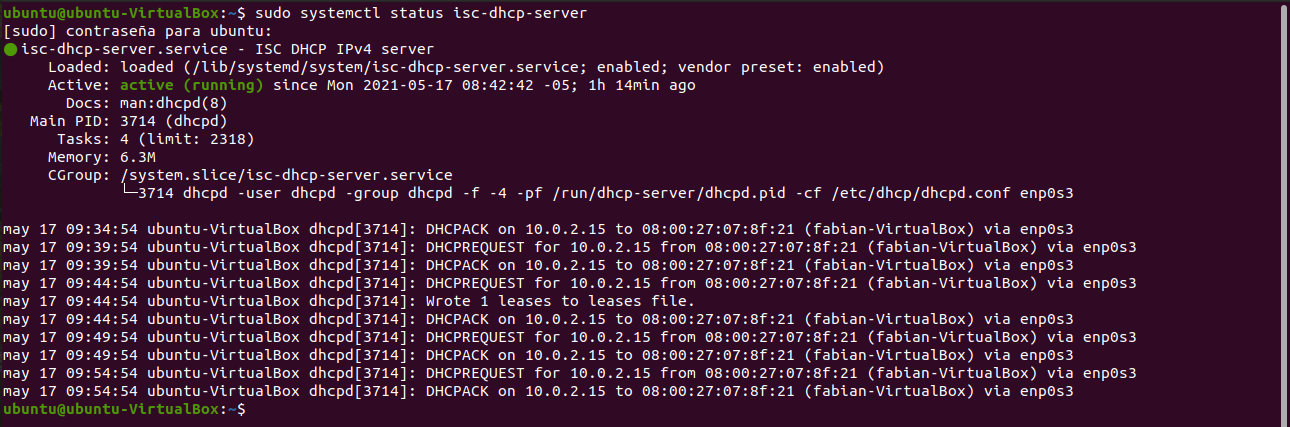 ubuntu@ubuntu-VirtualBox:~$ sudo systemctl status isc-dhcp-server
[sudo] contraseña para ubuntu:
● isc-dhcp-server.service - ISC DHCP IPv4 server
     Loaded: loaded (/lib/systemd/system/isc-dhcp-server.service; enabled; vendor preset: enabled)
     Active: active (running) since Mon 2021-05-17 08:42:42 -05; 1h 14min ago
       Docs: man:dhcpd(8)
   Main PID: 3714 (dhcpd)
      Tasks: 4 (limit: 2318)
     Memory: 6.3M
     CGroup: /system.slice/isc-dhcp-server.service
             └─3714 dhcpd -user dhcpd -group dhcpd -f -4 -pf /run/dhcp-server/dhcpd.pid -cf /etc/dhcp/dhcpd.conf enp0s3

may 17 09:34:54 ubuntu-VirtualBox dhcpd[3714]: DHCPACK on 10.0.2.15 to 08:00:27:07:8f:21 (fabian-VirtualBox) via enp0s3
may 17 09:39:54 ubuntu-VirtualBox dhcpd[3714]: DHCPREQUEST for 10.0.2.15 from 08:00:27:07:8f:21 (fabian-VirtualBox) via enp0s3
may 17 09:39:54 ubuntu-VirtualBox dhcpd[3714]: DHCPACK on 10.0.2.15 to 08:00:27:07:8f:21 (fabian-VirtualBox) via enp0s3
may 17 09:44:54 ubuntu-VirtualBox dhcpd[3714]: DHCPREQUEST for 10.0.2.15 from 08:00:27:07:8f:21 (fabian-VirtualBox) via enp0s3
may 17 09:44:54 ubuntu-VirtualBox dhcpd[3714]: Wrote 1 leases to leases file.
may 17 09:44:54 ubuntu-VirtualBox dhcpd[3714]: DHCPACK on 10.0.2.15 to 08:00:27:07:8f:21 (fabian-VirtualBox) via enp0s3
may 17 09:49:54 ubuntu-VirtualBox dhcpd[3714]: DHCPREQUEST for 10.0.2.15 from 08:00:27:07:8f:21 (fabian-VirtualBox) via enp0s3
may 17 09:49:54 ubuntu-VirtualBox dhcpd[3714]: DHCPACK on 10.0.2.15 to 08:00:27:07:8f:21 (fabian-VirtualBox) via enp0s3
may 17 09:54:54 ubuntu-VirtualBox dhcpd[3714]: DHCPREQUEST for 10.0.2.15 from 08:00:27:07:8f:21 (fabian-VirtualBox) via enp0s3
may 17 09:54:54 ubuntu-VirtualBox dhcpd[3714]: DHCPACK on 10.0.2.15 to 08:00:27:07:8f:21 (fabian-VirtualBox) via enp0s3
ubuntu@ubuntu-VirtualBox:~$